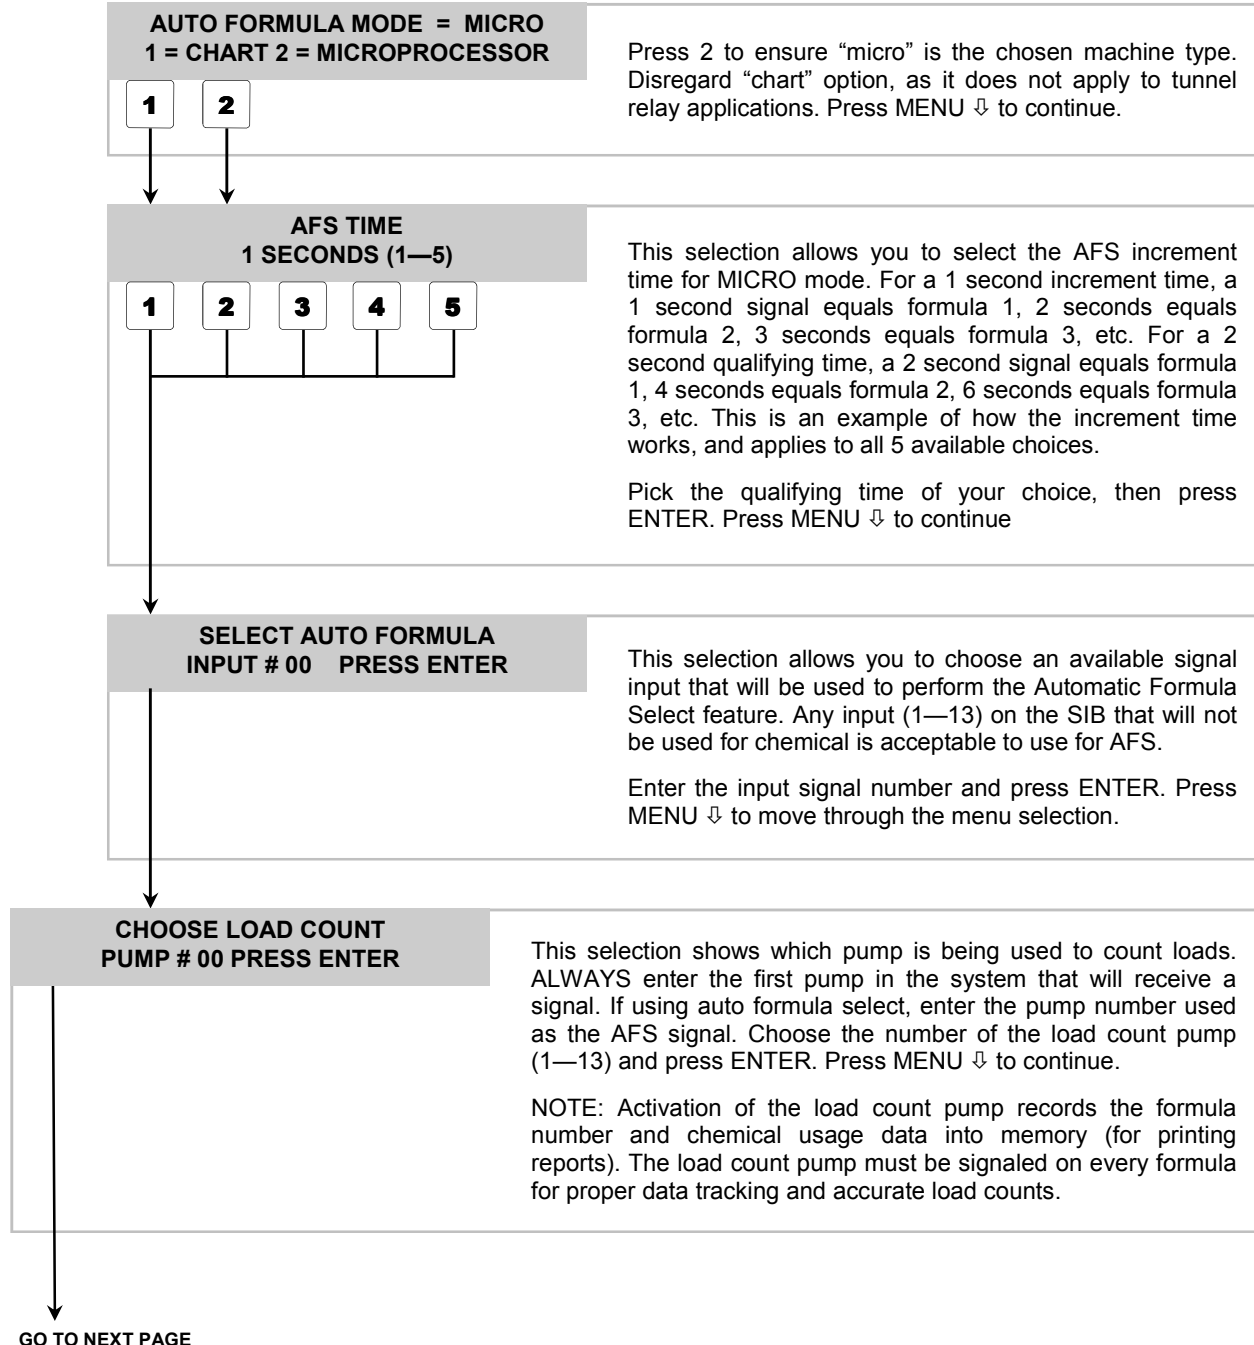 AUTO FORMULA MODE = MICRO
1 = CHART 2 = MICROPROCESSOR
1 2
Press 2 to ensure “micro” is the chosen machine type.
Disregard “chart” option, as it does not apply to tunnel
relay applications. Press MENU ⇩ to continue.
AFS TIME
1 SECONDS (1—5)
1 2 3 4 5
This selection allows you to select the AFS increment
time for MICRO mode. For a 1 second increment time, a
1 second signal equals formula 1, 2 seconds equals
formula 2, 3 seconds equals formula 3, etc. For a 2
second qualifying time, a 2 second signal equals formula
1, 4 seconds equals formula 2, 6 seconds equals formula
3, etc. This is an example of how the increment time
works, and applies to all 5 available choices.
Pick the qualifying time of your choice, then press
ENTER. Press MENU ⇩ to continue
SELECT AUTO FORMULA
INPUT # 00 PRESS ENTER
This selection allows you to choose an available signal
input that will be used to perform the Automatic Formula
Select feature. Any input (1—13) on the SIB that will not
be used for chemical is acceptable to use for AFS.
Enter the input signal number and press ENTER. Press
MENU ⇩ to move through the menu selection.
CHOOSE LOAD COUNT
PUMP # 00 PRESS ENTER
This selection shows which pump is being used to count loads.
ALWAYS enter the first pump in the system that will receive a
signal. If using auto formula select, enter the pump number used
as the AFS signal. Choose the number of the load count pump
(1—13) and press ENTER. Press MENU ⇩ to continue.
NOTE: Activation of the load count pump records the formula
number and chemical usage data into memory (for printing
reports). The load count pump must be signaled on every formula
for proper data tracking and accurate load counts.
GO TO NEXT PAGE